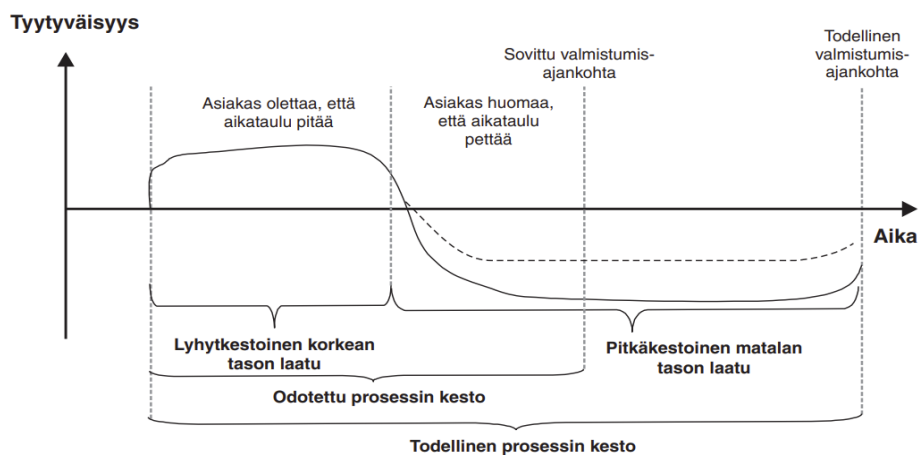 Tyytyväisyys
Sovittu valmistumis-
ajankohta
Todellinen
valmistumis-
ajankohta
Asiakas olettaa, että
aikataulu pitää
Asiakas huomaa,
että aikataulu
pettää
Aika
Lyhytkestoinen korkean
tason laatu
Pitkäkestoinen matalan
tason laatu
Odotettu prosessin kesto
Todellinen prosessin kesto